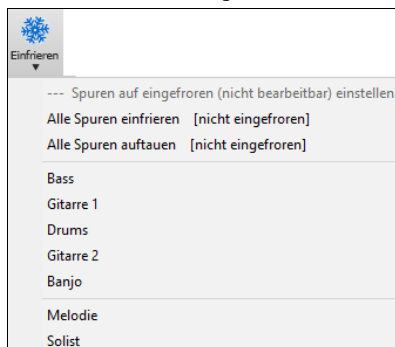 Einfrieren
--- Spuren auf eingefroren (nicht bearbeitbar) einstellen
Alle Spuren einfrieren [nicht eingefroren]
Alle Spuren auftauen [nicht eingefroren]
Bass
Gitarre 1
Drums
Gitarre 2
Banjo
Melodie
Solist